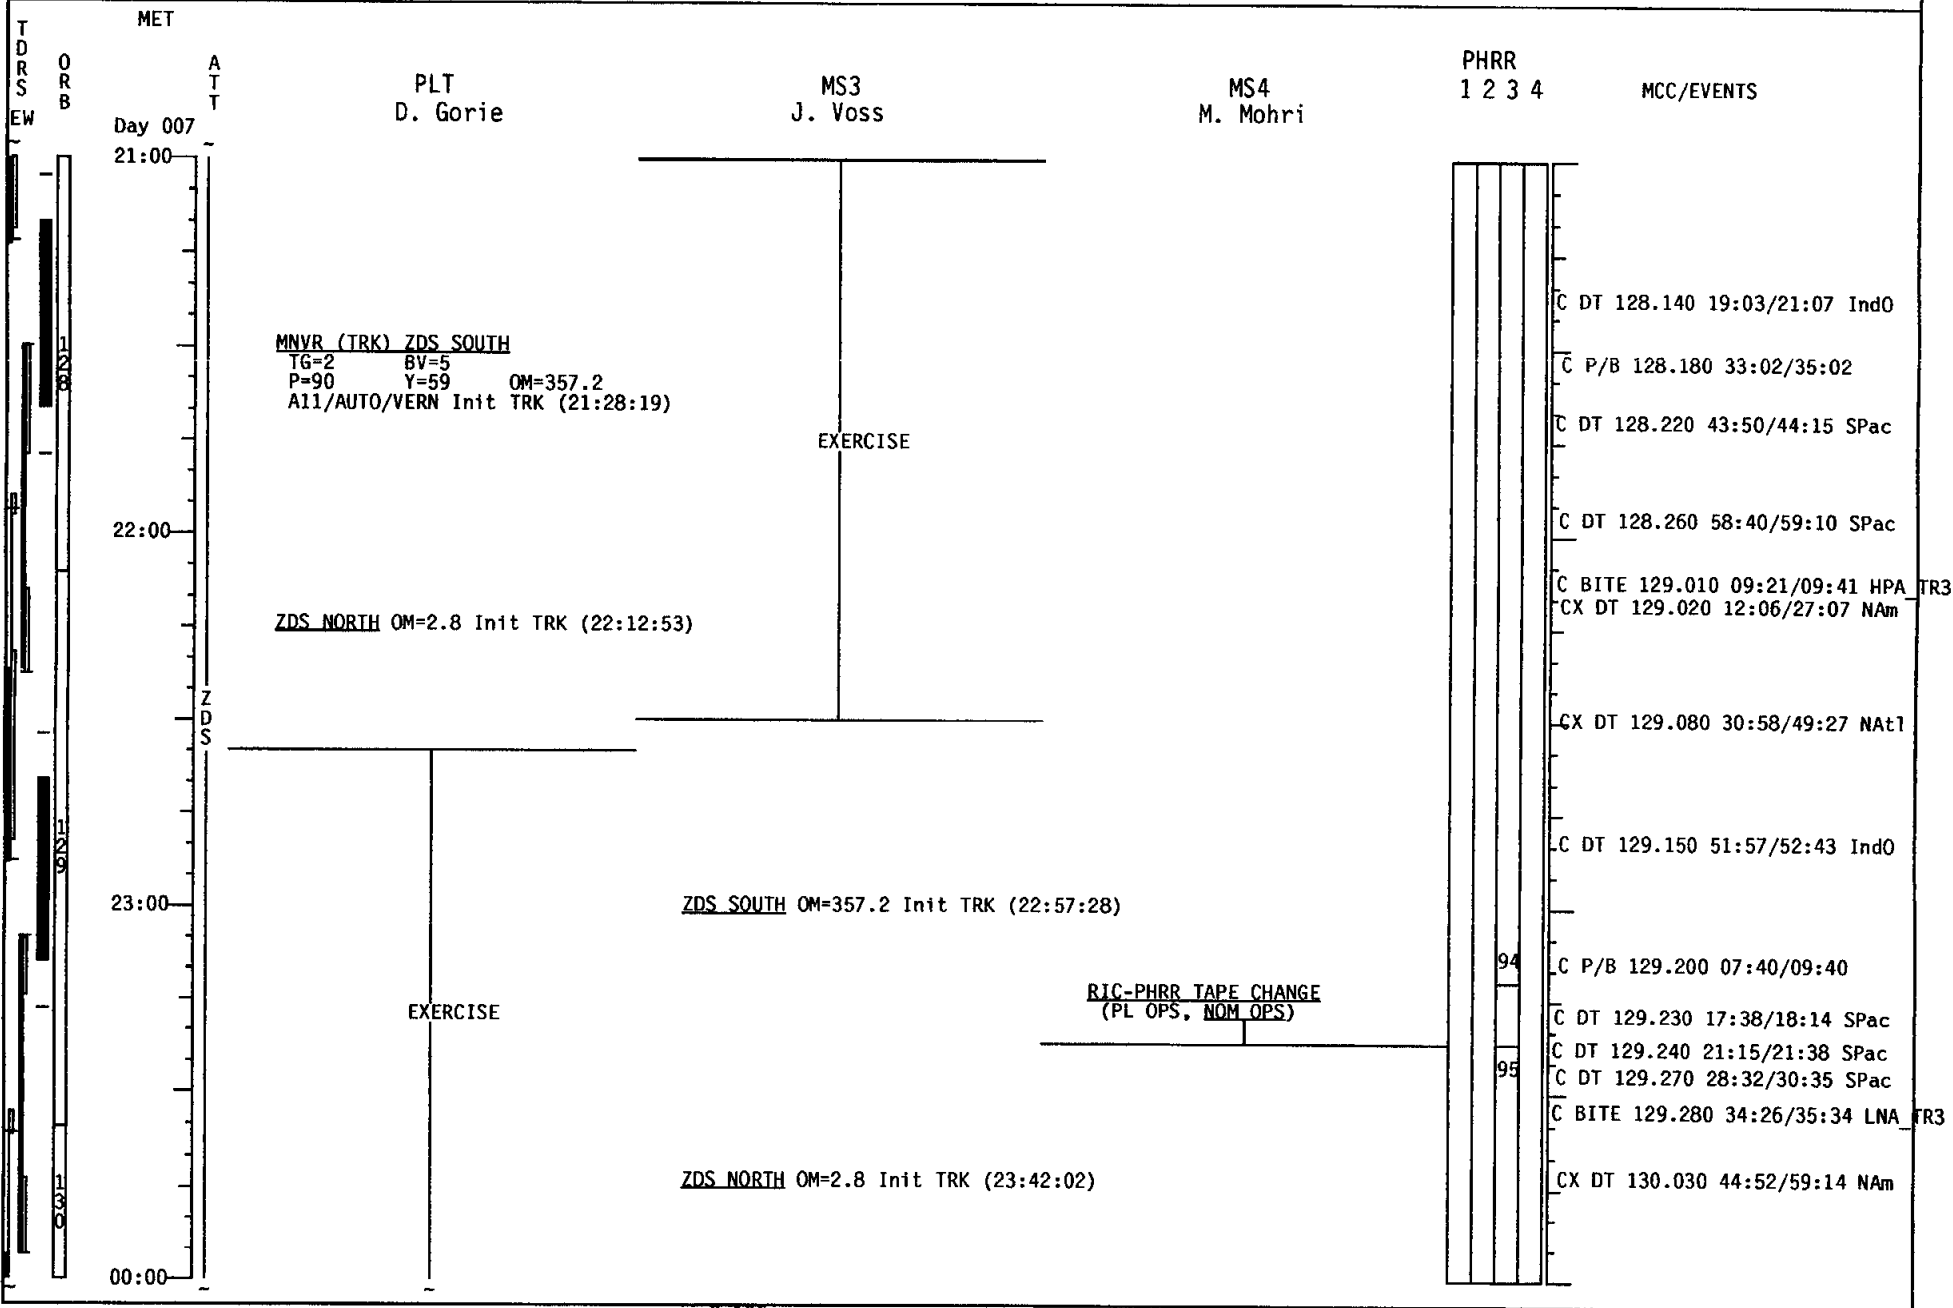 TDRS
EW
ORB
MET
Day 007
ATT
PLT
D. Gorie
MS3
J. Voss
MS4
M. Mohri
PHRR
1 2 3 4
MCC/EVENTS
21:00
22:00
23:00
00:00
128
129
130
ZDS
MNVR (TRK) ZDS SOUTH
TG=2 BV=5
P=90 Y=59 OM=357.2
All/AUTO/VERN Init TRK (21:28:19)
ZDS NORTH OM=2.8 Init TRK (22:12:53)
EXERCISE
EXERCISE
ZDS SOUTH OM=357.2 Init TRK (22:57:28)
ZDS NORTH OM=2.8 Init TRK (23:42:02)
RIC-PHRR TAPE CHANGE
(PL OPS, NOM OPS)
94
95
C DT 128.140 19:03/21:07 IndO
C P/B 128.180 33:02/35:02
C DT 128.220 43:50/44:15 SPac
C DT 128.260 58:40/59:10 SPac
C BITE 129.010 09:21/09:41 HPA_TR3
CX DT 129.020 12:06/27:07 NAm
CX DT 129.080 30:58/49:27 NAtl
C DT 129.150 51:57/52:43 IndO
C P/B 129.200 07:40/09:40
C DT 129.230 17:38/18:14 SPac
C DT 129.240 21:15/21:38 SPac
C DT 129.270 28:32/30:35 SPac
C BITE 129.280 34:26/35:34 LNA_TR3
CX DT 130.030 44:52/59:14 NAm